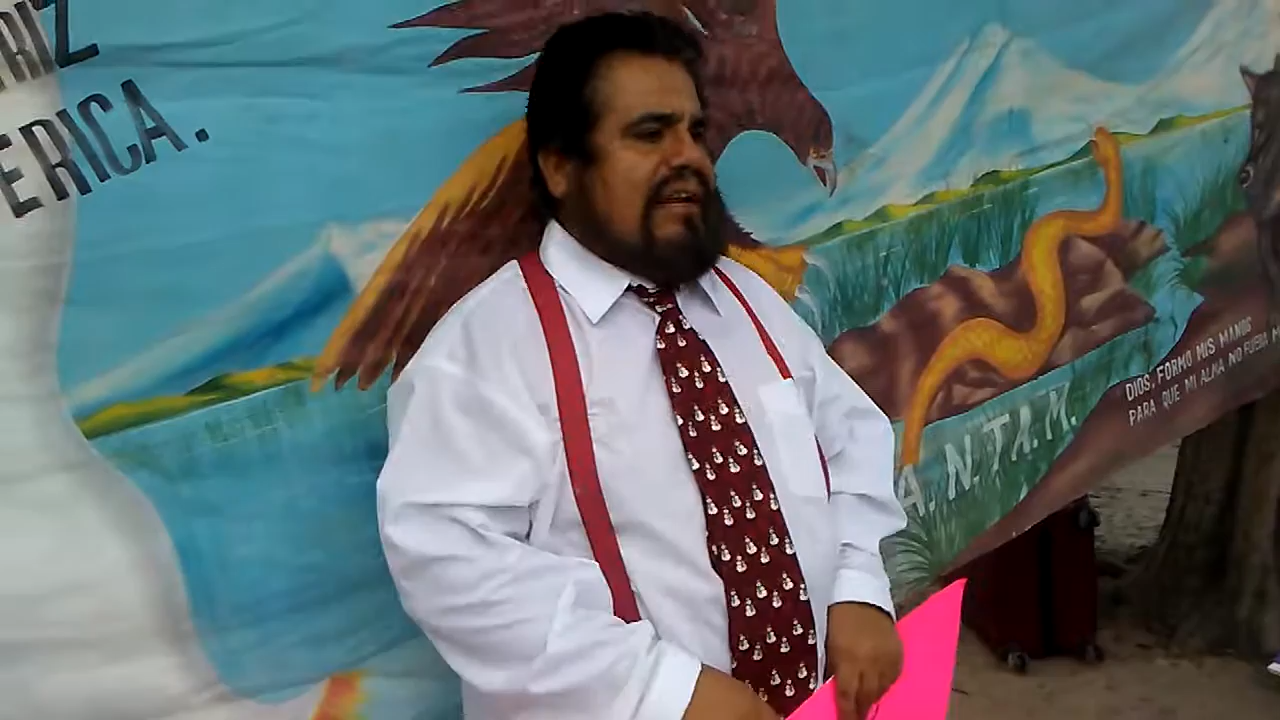 RIZ
ERICA.
A.N.T.A.M.
DIOS, FORMO MIS MANOS
PARA QUE MI ALMA NO FUERA